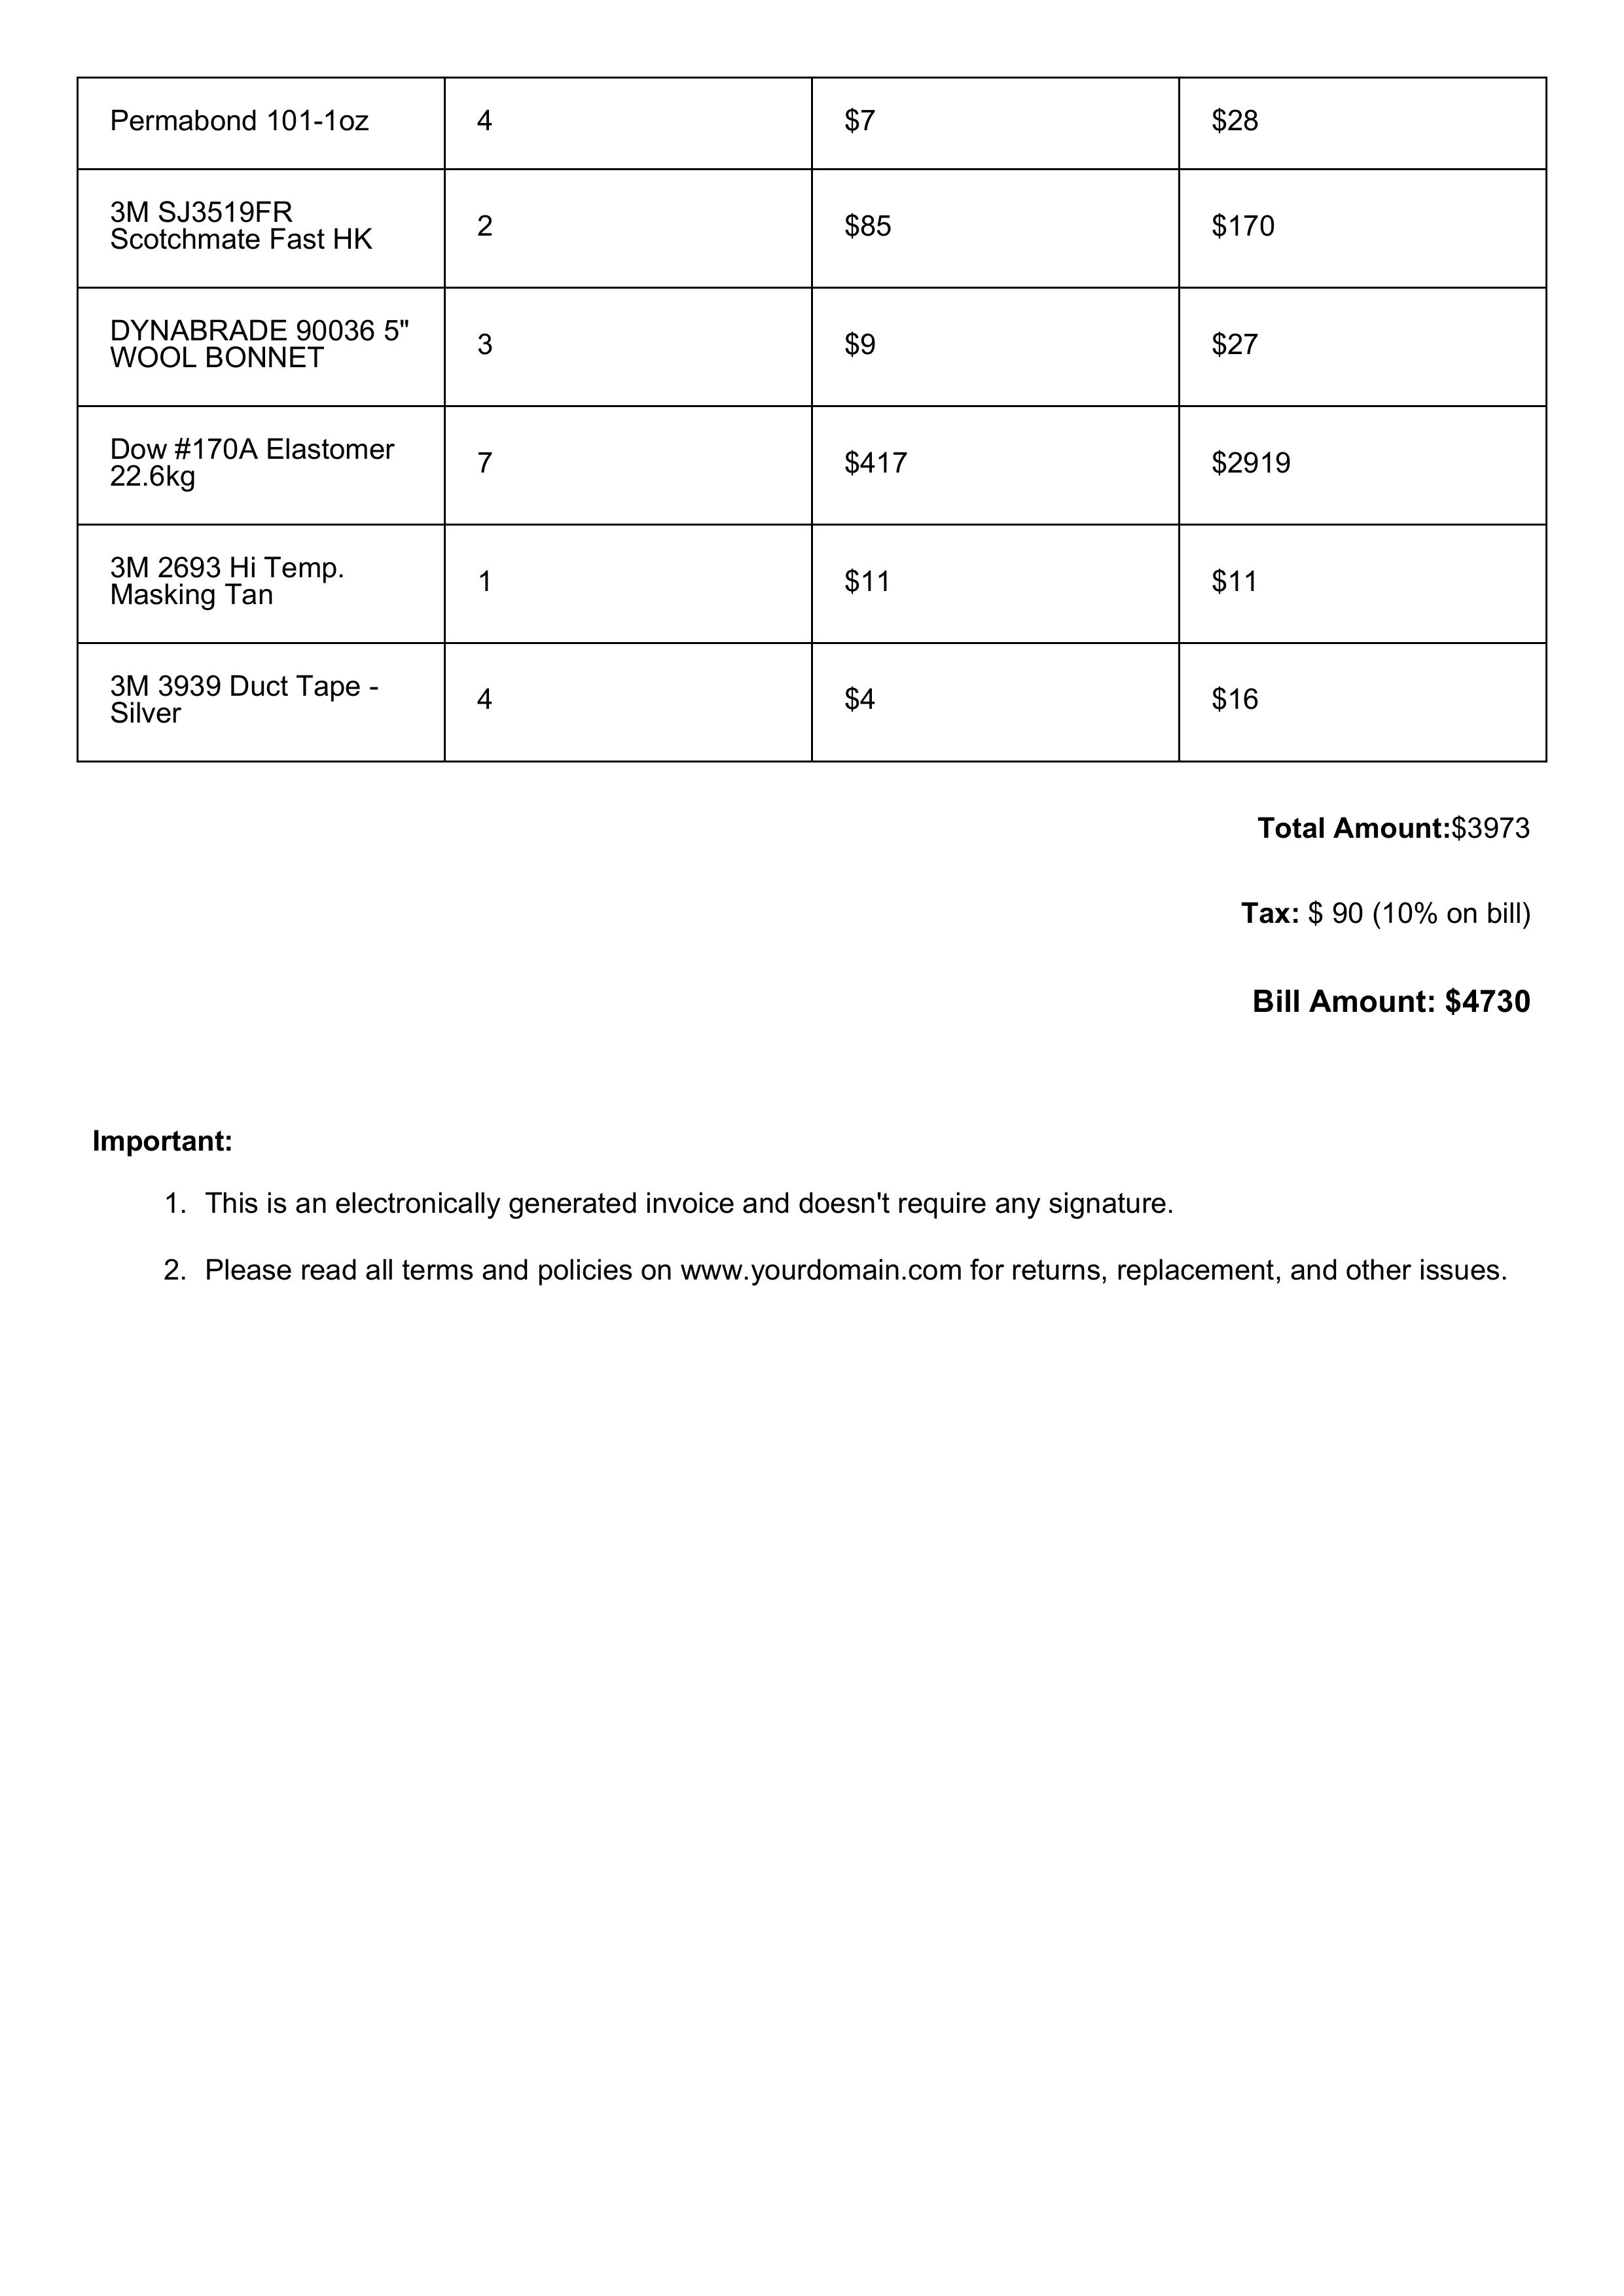 Permabond 101-1oz 4 $7 $28
3M SJ3519FR
Scotchmate Fast HK 2 $85 $170
DYNABRADE 90036 5"
WOOL BONNET 3 $9 $27
Dow #170A Elastomer
22.6kg 7 $417 $2919
3M 2693 Hi Temp.
Masking Tan 1 $11 $11
3M 3939 Duct Tape -
Silver 4 $4 $16
Total Amount:$3973
Tax: $ 90 (10% on bill)
Bill Amount: $4730
Important:
1. This is an electronically generated invoice and doesn't require any signature.
2. Please read all terms and policies on www.yourdomain.com for returns, replacement, and other issues.